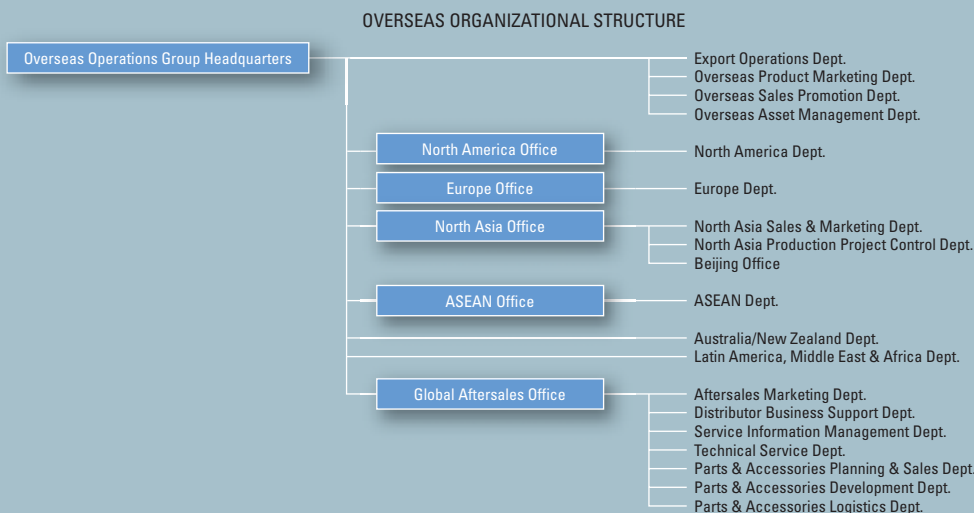 OVERSEAS ORGANIZATIONAL STRUCTURE
Overseas Operations Group Headquarters
Export Operations Dept.
Overseas Product Marketing Dept.
Overseas Sales Promotion Dept.
Overseas Asset Management Dept.
North America Office
North America Dept.
Europe Office
Europe Dept.
North Asia Office
North Asia Sales & Marketing Dept.
North Asia Production Project Control Dept.
Beijing Office
ASEAN Office
ASEAN Dept.
Australia/New Zealand Dept.
Latin America, Middle East & Africa Dept.
Global Aftersales Office
Aftersales Marketing Dept.
Distributor Business Support Dept.
Service Information Management Dept.
Technical Service Dept.
Parts & Accessories Planning & Sales Dept.
Parts & Accessories Development Dept.
Parts & Accessories Logistics Dept.